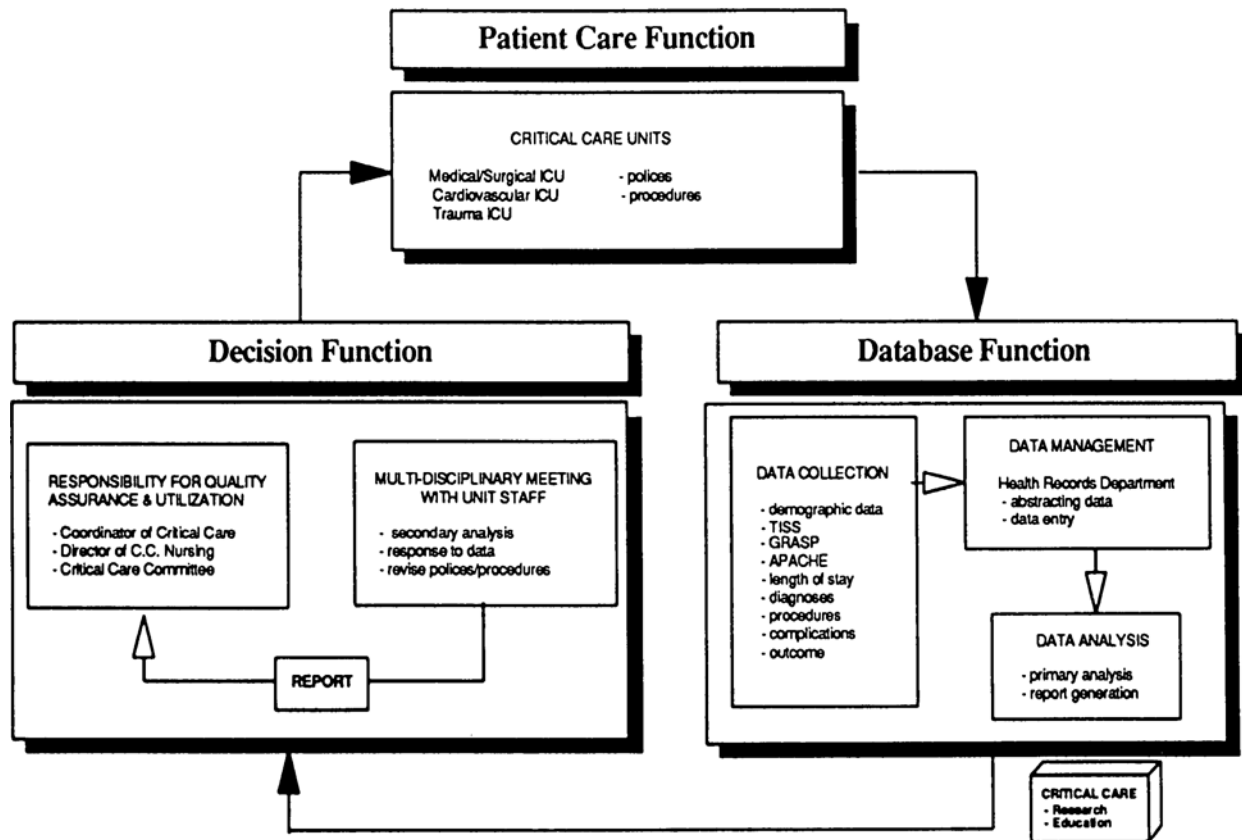 Patient Care Function
CRITICAL CARE UNITS
Medical/Surgical ICU - polices
Cardiovascular ICU - procedures
Trauma ICU
Decision Function
RESPONSIBILITY FOR QUALITY
ASSURANCE & UTILIZATION
- Coordinator of Critical Care
- Director of C.C. Nursing
- Critical Care Committee
MULTI-DISCIPLINARY MEETING
WITH UNIT STAFF
- secondary analysis
- response to data
- revise polices/procedures
REPORT
Database Function
DATA COLLECTION
- demographic data
- TISS
- GRASP
- APACHE
- length of stay
- diagnoses
- procedures
- complications
- outcome
DATA MANAGEMENT
Health Records Department
- abstracting data
- data entry
DATA ANALYSIS
- primary analysis
- report generation
CRITICAL CARE
- Research
- Education